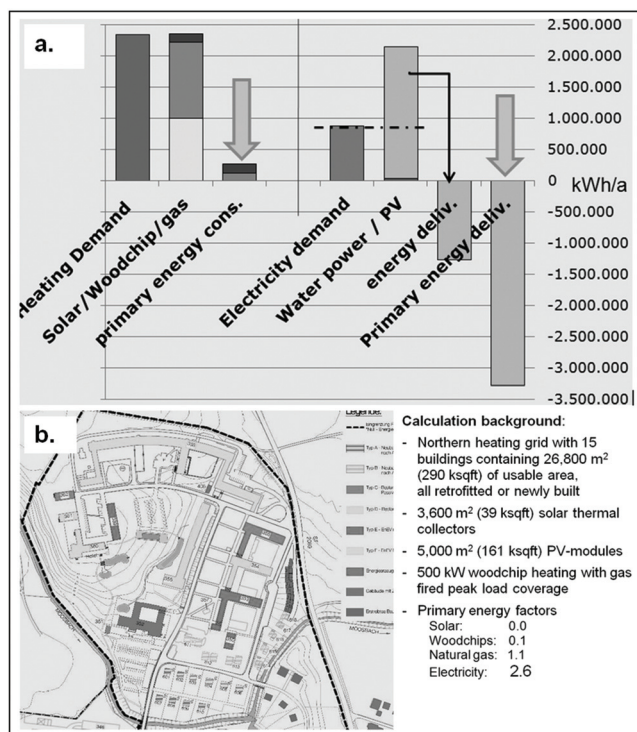 a.
2.500.000
2.000.000
1.500.000
1.000.000
500.000
0
kWh/a
-500.000
-1.000.000
-1.500.000
-2.000.000
-2.500.000
-3.000.000
-3.500.000
Heating Demand
Solar/Woodchip/gas
primary energy cons.
Electricity demand
Water power / PV
energy deliv.
Primary energy deliv.
b.
Legende
MOOSBACH
Calculation background:
- Northern heating grid with 15
buildings containing 26,800 m²
(290 ksqft) of usable area,
all retrofitted or newly built
- 3,600 m² (39 ksqft) solar thermal
collectors
- 5,000 m² (161 ksqft) PV-modules
- 500 kW woodchip heating with gas
fired peak load coverage
- Primary energy factors
Solar: 0.0
Woodchips: 0.1
Natural gas: 1.1
Electricity: 2.6